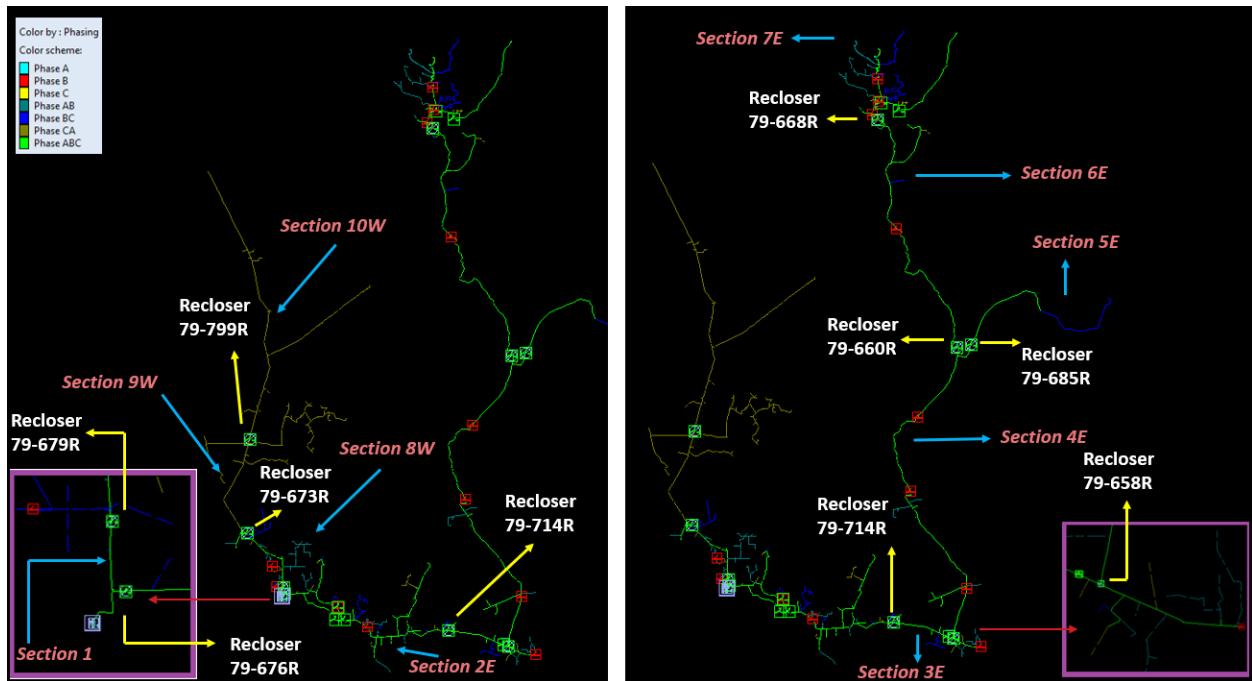 Color by : Phasing
Color scheme:
Phase A
Phase B
Phase C
Phase AB
Phase BC
Phase CA
Phase ABC
Section 10W
Recloser
79-799R
Section 9W
Recloser
79-679R
Section 8W
Recloser
79-673R
Recloser
79-714R
Section 1
Recloser
79-676R
Section 2E
Section 7E
Recloser
79-668R
Section 6E
Section 5E
Recloser
79-660R
Recloser
79-685R
Section 4E
Recloser
79-658R
Recloser
79-714R
Section 3E